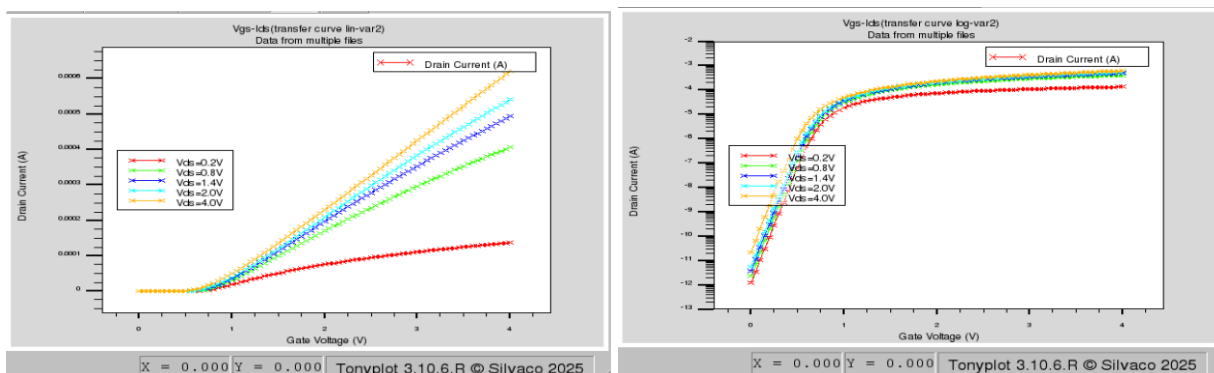 Vgs-Ids(transfer curve lin-var2)
Data from multiple files
Drain Current (A)
0.0006
0.0005
0.0004
0.0003
0.0002
0.0001
0
Drain Current (A)
Vds=0.2V
Vds=0.8V
Vds=1.4V
Vds=2.0V
Vds=4.0V
0 1 2 3 4
Gate Voltage (V)
X = 0.000 Y = 0.000 Tonyplot 3.10.6.R © Silvaco 2025
Vgs-Ids(transfer curve log-var2)
Data from multiple files
Drain Current (A)
-2
-3
-4
-5
-6
-7
-8
-9
-10
-11
-12
-13
Drain Current (A)
Vds=0.2V
Vds=0.8V
Vds=1.4V
Vds=2.0V
Vds=4.0V
0 1 2 3 4
Gate Voltage (V)
X = 0.000 Y = 0.000 Tonyplot 3.10.6.R © Silvaco 2025